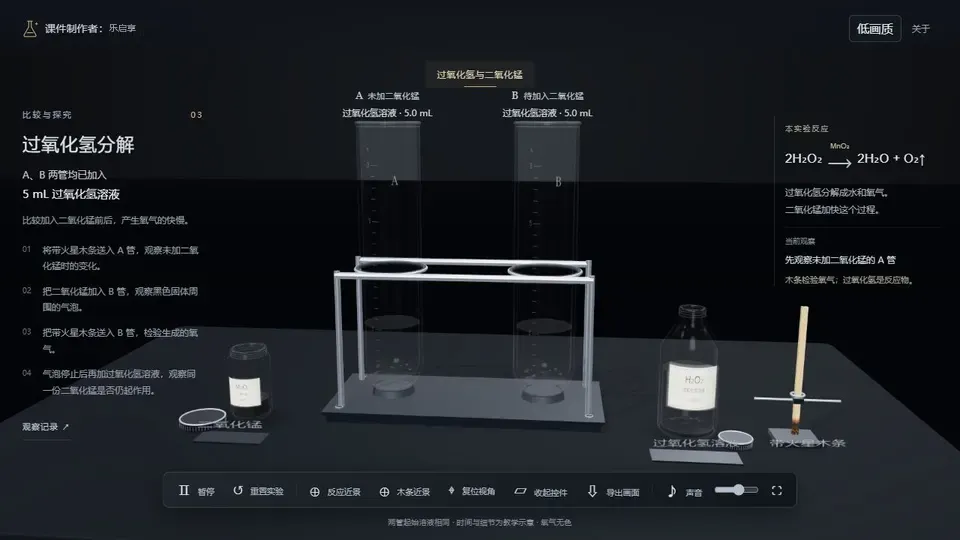 课件制作者：乐启享
低画质
关于
过氧化氢与二氧化锰
A 未加二氧化锰
过氧化氢溶液 · 5.0 mL
B 待加入二氧化锰
过氧化氢溶液 · 5.0 mL
比较与探究
03
过氧化氢分解
A、B 两管均已加入
5 mL 过氧化氢溶液
比较加入二氧化锰前后，产生氧气的快慢。
01 将带火星木条送入 A 管，观察未加二氧
化锰时的变化。
02 把二氧化锰加入 B 管，观察黑色固体周
围的气泡。
03 把带火星木条送入 B 管，检验生成的氧
气。
04 气泡停止后再加过氧化氢溶液，观察同
一份二氧化锰是否仍起作用。
观察记录 ↗
A
B
本实验反应
MnO₂
2H₂O₂ ⟶ 2H₂O + O₂↑
过氧化氢分解成水和氧气。
二氧化锰加快这个过程。
当前观察
先观察未加二氧化锰的 A 管
木条检验氧气；过氧化氢是反应物。
H₂O₂
氧化锰
过氧化氢溶液
带火星木条
暂停
重置实验
反应近景
木条近景
复位视角
收起控件
导出画面
声音
两管起始溶液相同 · 时间与细节为教学示意 · 氧气无色